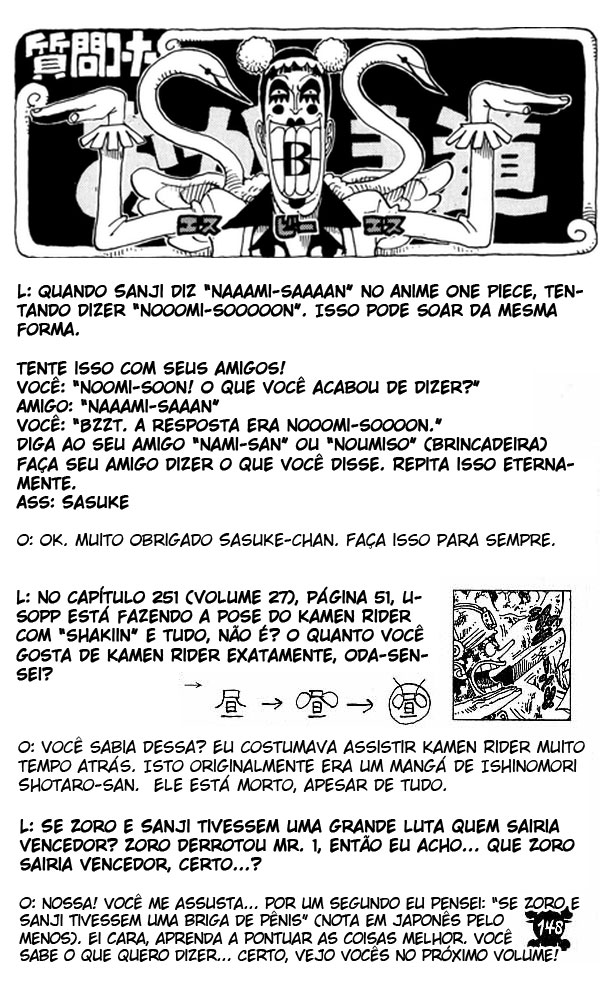 質問コーナー
B
エス ビー エス
L: QUANDO SANJI DIZ "NAAAMI-SAAAAN" NO ANIME ONE PIECE, TEN-
TANDO DIZER "NOOOMI-SOOOOON". ISSO PODE SOAR DA MESMA
FORMA.
TENTE ISSO COM SEUS AMIGOS!
VOCÊ: "NOOMI-SOON! O QUE VOCÊ ACABOU DE DIZER?"
AMIGO: "NAAAMI-SAAAN"
VOCÊ: "BZZT. A RESPOSTA ERA NOOOMI-SOOOON."
DIGA AO SEU AMIGO "NAMI-SAN" OU "NOUMISO" (BRINCADEIRA)
FAÇA SEU AMIGO DIZER O QUE VOCÊ DISSE. REPITA ISSO ETERNA-
MENTE.
ASS: SASUKE
O: OK. MUITO OBRIGADO SASUKE-CHAN. FAÇA ISSO PARA SEMPRE.
L: NO CAPÍTULO 251 (VOLUME 27), PÁGINA 51, U-
SOPP ESTÁ FAZENDO A POSE DO KAMEN RIDER
COM "SHAKIIN" E TUDO, NÃO É? O QUANTO VOCÊ
GOSTA DE KAMEN RIDER EXATAMENTE, ODA-SEN-
SEI?
→ 昼 → 昼 → 昼
O: VOCÊ SABIA DESSA? EU COSTUMAVA ASSISTIR KAMEN RIDER MUITO
TEMPO ATRÁS. ISTO ORIGINALMENTE ERA UM MANGÁ DE ISHINOMORI
SHOTARO-SAN. ELE ESTÁ MORTO, APESAR DE TUDO.
L: SE ZORO E SANJI TIVESSEM UMA GRANDE LUTA QUEM SAIRIA
VENCEDOR? ZORO DERROTOU MR. 1, ENTÃO EU ACHO... QUE ZORO
SAIRIA VENCEDOR, CERTO...?
O: NOSSA! VOCÊ ME ASSUSTA... POR UM SEGUNDO EU PENSEI: "SE ZORO E
SANJI TIVESSEM UMA BRIGA DE PÊNIS" (NOTA EM JAPONÊS PELO
MENOS). EI CARA, APRENDA A PONTUAR AS COISAS MELHOR. VOCÊ
SABE O QUE QUERO DIZER... CERTO, VEJO VOCÊS NO PRÓXIMO VOLUME!
148